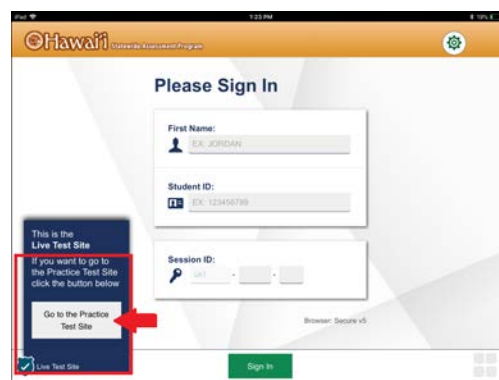 iPad
1:23 PM
Hawai‘i Statewide Assessment Program
Please Sign In
First Name:
EX: JORDAN
Student ID:
EX: 123456789
This is the
Live Test Site
If you want to go to
the Practice Test Site
click the button below
Go to the Practice
Test Site
Live Test Site
Session ID:
- -
Browser: Secure v5
Sign In